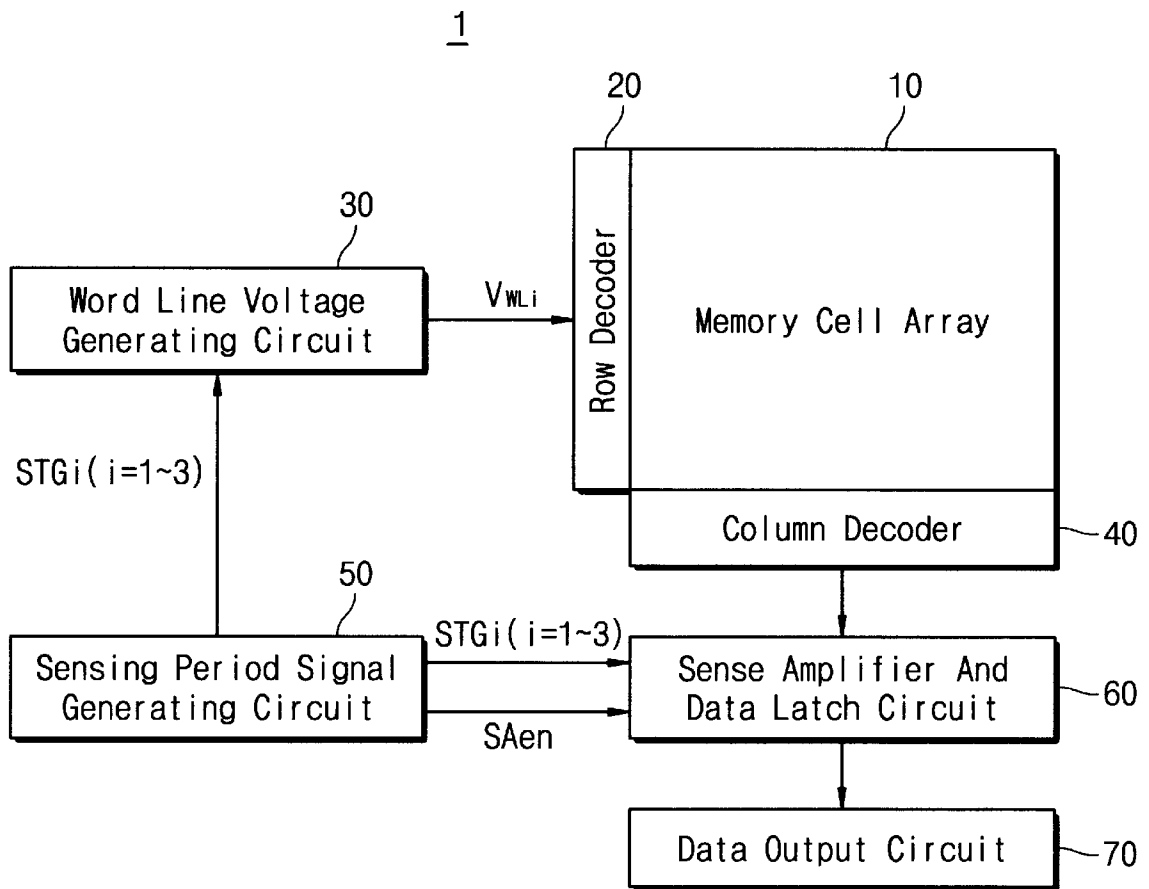 1
20
10
30
Word Line Voltage
Generating Circuit
VWLi
Row Decoder
Memory Cell Array
STGi(i=1~3)
Column Decoder
40
50
Sensing Period Signal
Generating Circuit
STGi(i=1~3)
SAen
Sense Amplifier And
Data Latch Circuit
60
Data Output Circuit
70